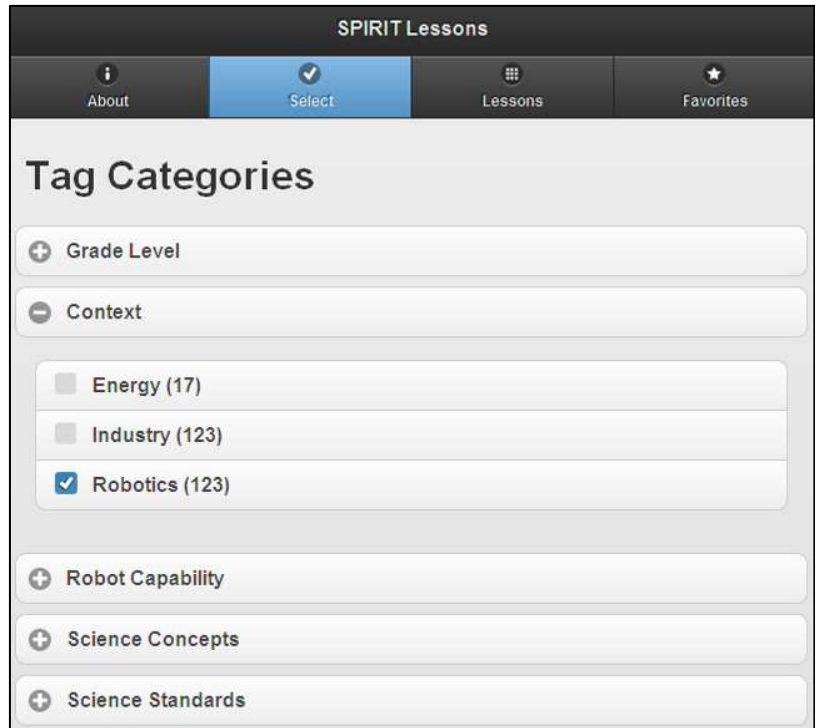 SPIRIT Lessons
About Select Lessons Favorites
Tag Categories
Grade Level
Context
Energy (17)
Industry (123)
Robotics (123)
Robot Capability
Science Concepts
Science Standards